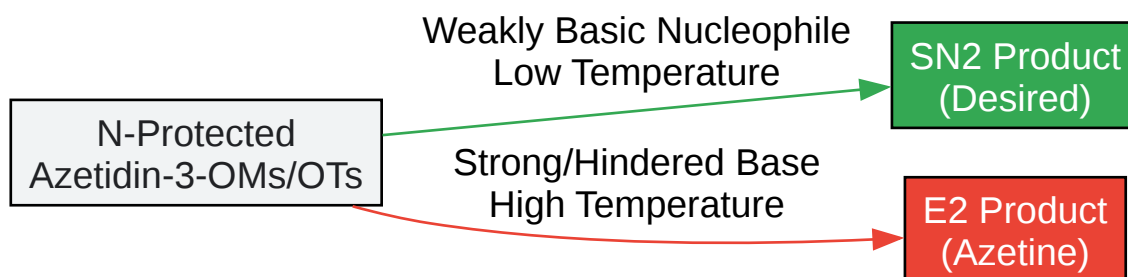 N-Protected
Azetidin-3-OMs/OTs
Weakly Basic Nucleophile
Low Temperature
SN2 Product
(Desired)
Strong/Hindered Base
High Temperature
E2 Product
(Azetine)